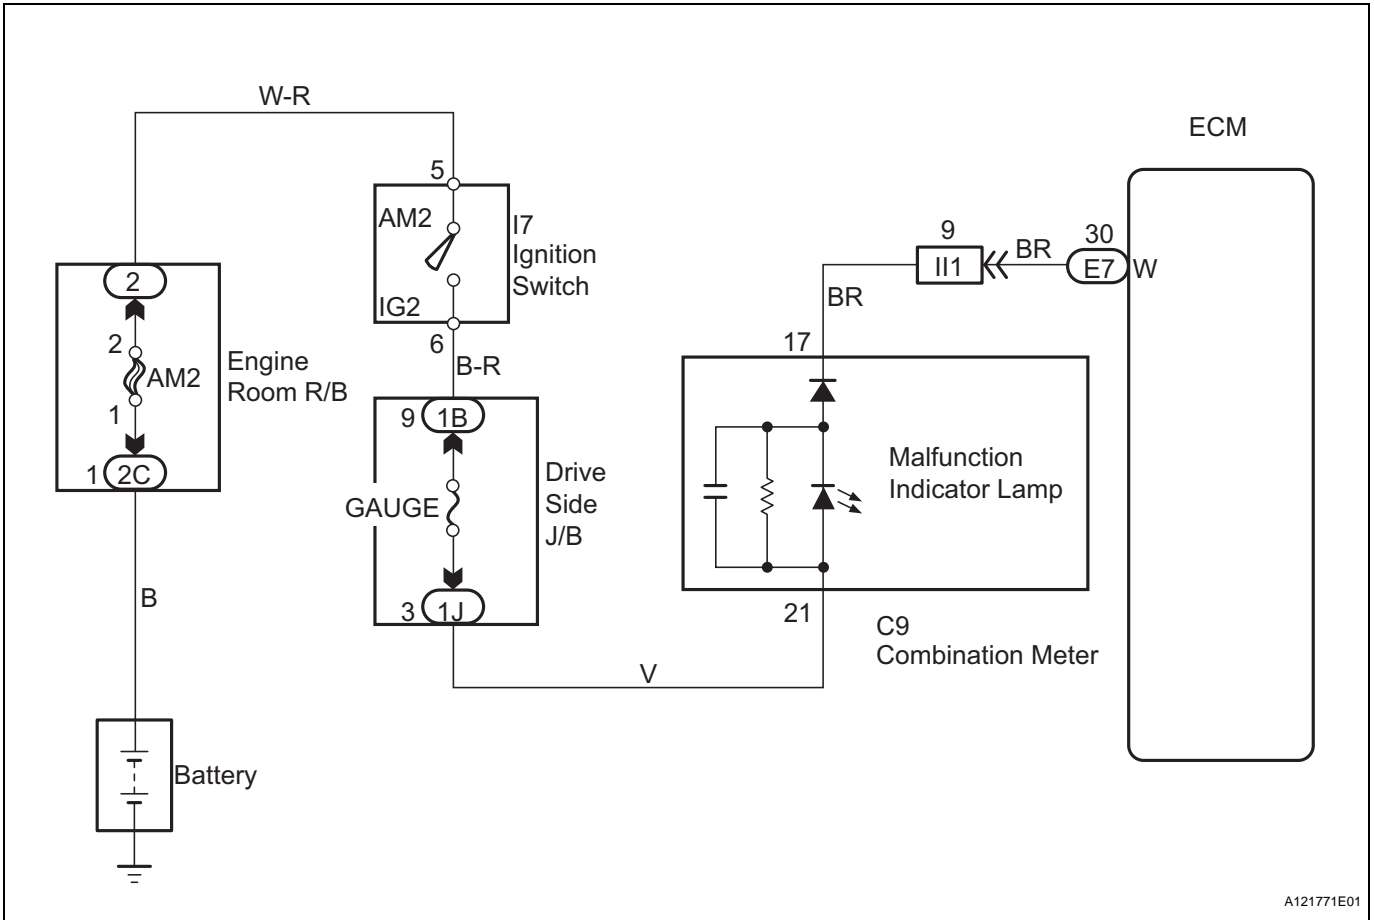 W-R
ECM
5
AM2
I7
Ignition
Switch
IG2
6
B-R
9
II1
BR
30
E7
W
BR
17
2
2
AM2
1
1
2C
Engine
Room R/B
9
1B
GAUGE
3
1J
Drive
Side
J/B
Malfunction
Indicator Lamp
21
C9
Combination Meter
B
V
Battery
A121771E01